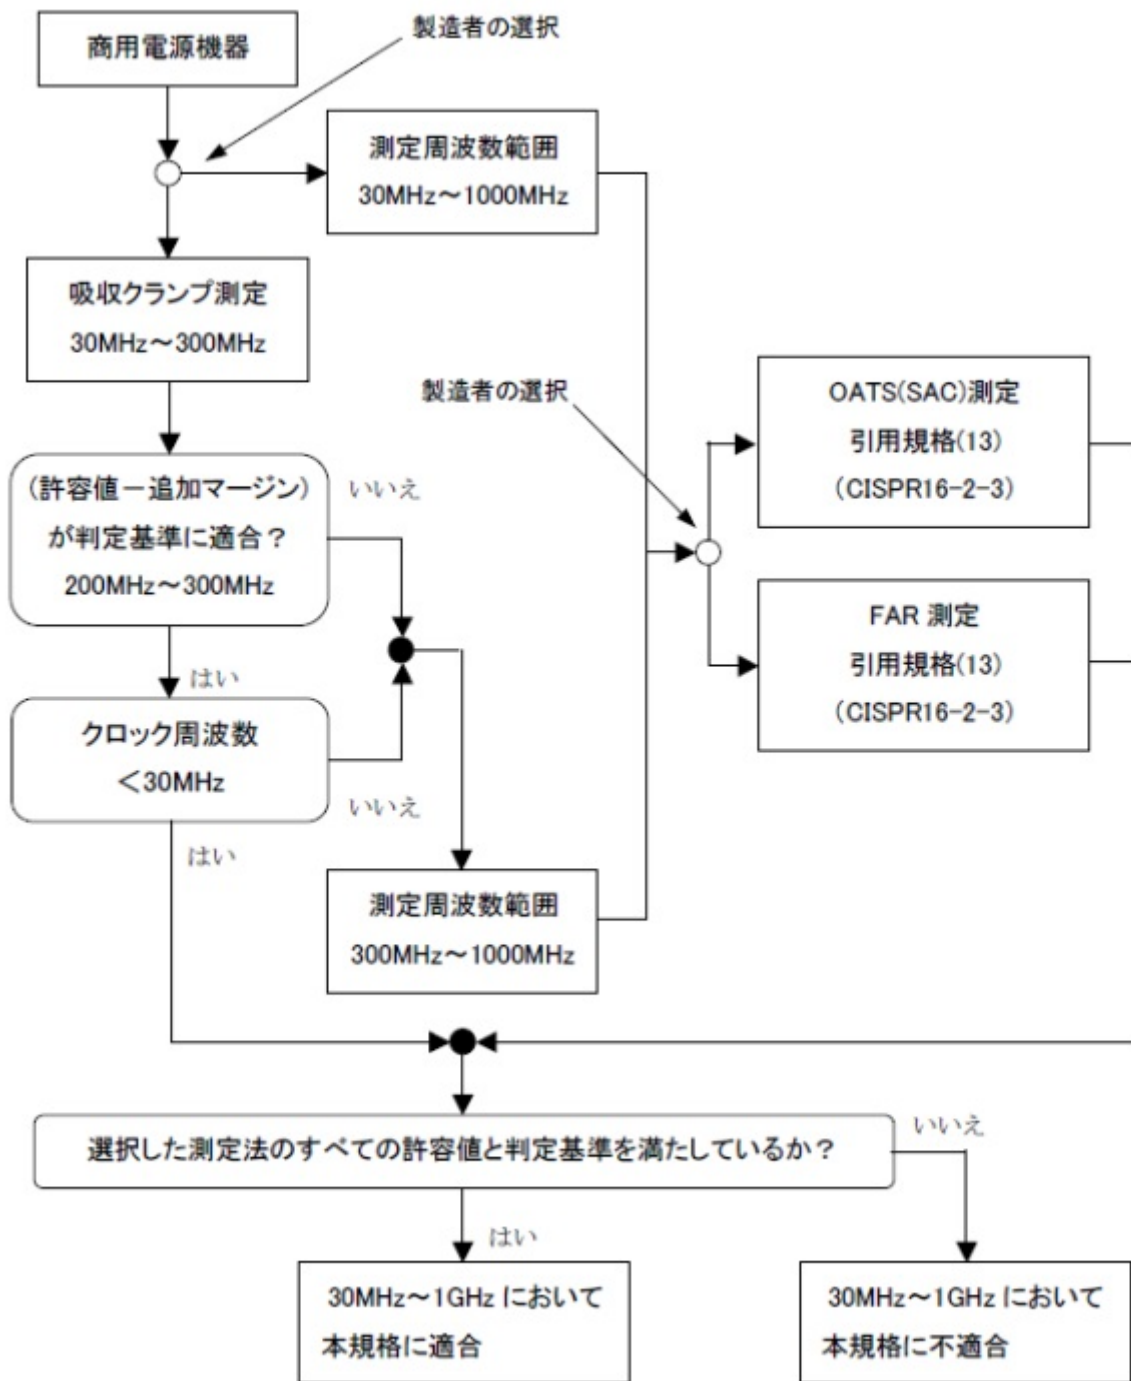 商用電源機器
製造者の選択
測定周波数範囲
30MHz～1000MHz
吸収クランプ測定
30MHz～300MHz
製造者の選択
OATS(SAC)測定
引用規格(13)
(CISPR16-2-3)
(許容値－追加マージン)
が判定基準に適合？
200MHz～300MHz
いいえ
FAR 測定
引用規格(13)
(CISPR16-2-3)
はい
クロック周波数
＜30MHz
いいえ
はい
測定周波数範囲
300MHz～1000MHz
選択した測定法のすべての許容値と判定基準を満たしているか？
いいえ
はい
30MHz～1GHz において
本規格に適合
30MHz～1GHz において
本規格に不適合